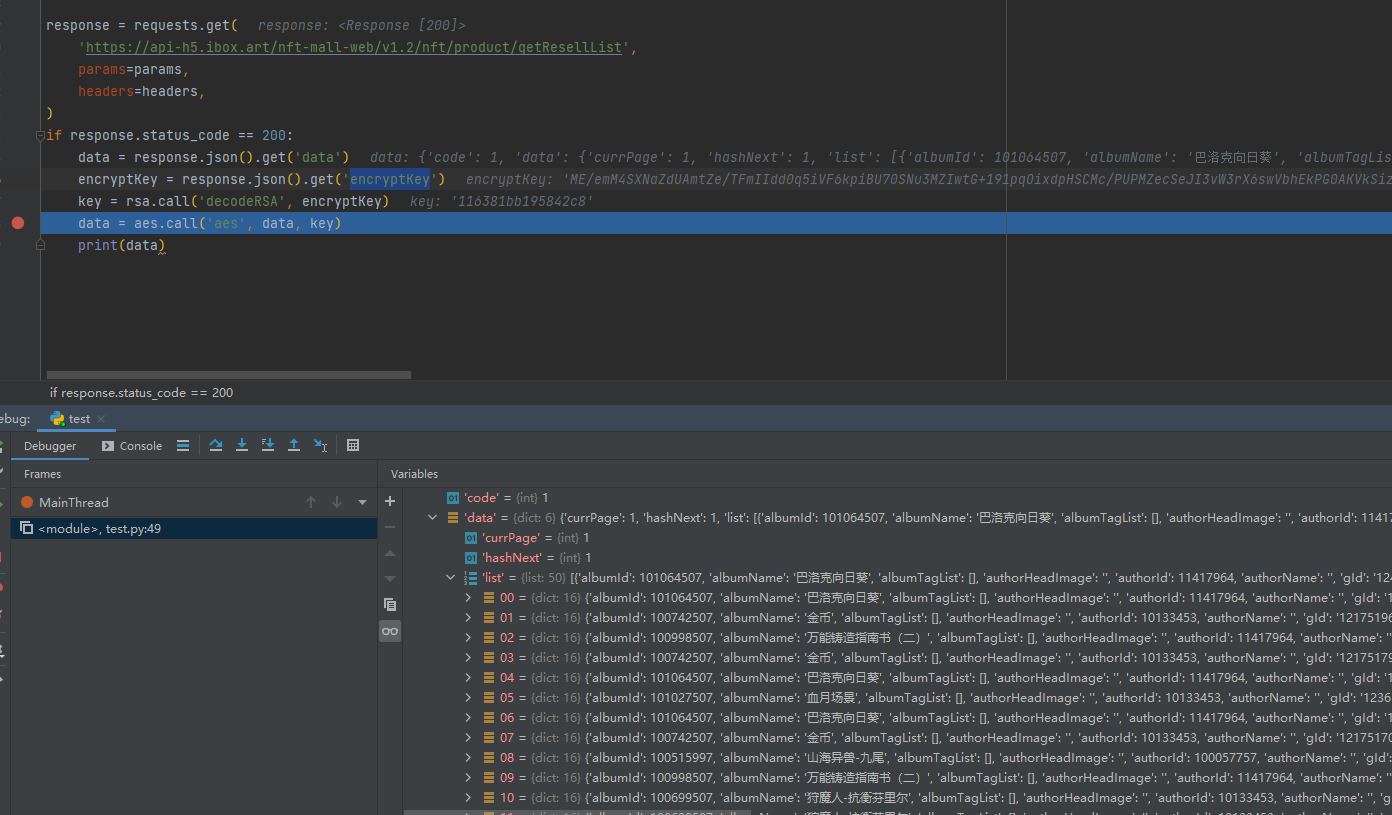 response = requests.get( response: <Response [200]>
'https://api-h5.ibox.art/nft-mall-web/v1.2/nft/product/getResellList',
params=params,
headers=headers,
)
if response.status_code == 200:
data = response.json().get('data') data: {'code': 1, 'data': {'currPage': 1, 'hashNext': 1, 'list': [{'albumId': 101064507, 'albumName': '巴洛克向日葵', 'albumTagLis
encryptKey = response.json().get('encryptKey') encryptKey: 'ME/emM4SXNaZdUAmtZe/TFmIIdd0q5iVF6kpiBU70SNu3MZIwtG+191pqOixdpHSCMc/PUPMZecSeJI3vW3rX6swVbhEkPG0AKVkSiz
key = rsa.call('decodeRSA', encryptKey) key: '116381bb195842c8'
data = aes.call('aes', data, key)
print(data)
if response.status_code == 200
ebug: test
Debugger Console
Frames Variables
MainThread
<module>, test.py:49
'code' = {int} 1
'data' = {dict: 6} {'currPage': 1, 'hashNext': 1, 'list': [{'albumId': 101064507, 'albumName': '巴洛克向日葵', 'albumTagList': [], 'authorHeadImage': '', 'authorId': 11417
'currPage' = {int} 1
'hashNext' = {int} 1
'list' = {list: 50} [{'albumId': 101064507, 'albumName': '巴洛克向日葵', 'albumTagList': [], 'authorHeadImage': '', 'authorId': 11417964, 'authorName': '', 'gId': '124
00 = {dict: 16} {'albumId': 101064507, 'albumName': '巴洛克向日葵', 'albumTagList': [], 'authorHeadImage': '', 'authorId': 11417964, 'authorName': '', 'gId': '1
01 = {dict: 16} {'albumId': 100742507, 'albumName': '金币', 'albumTagList': [], 'authorHeadImage': '', 'authorId': 10133453, 'authorName': '', 'gId': '12175196
02 = {dict: 16} {'albumId': 100998507, 'albumName': '万能铸造指南书（二）', 'albumTagList': [], 'authorHeadImage': '', 'authorId': 11417964, 'authorName': ''
03 = {dict: 16} {'albumId': 100742507, 'albumName': '金币', 'albumTagList': [], 'authorHeadImage': '', 'authorId': 10133453, 'authorName': '', 'gId': '12175179
04 = {dict: 16} {'albumId': 101064507, 'albumName': '巴洛克向日葵', 'albumTagList': [], 'authorHeadImage': '', 'authorId': 11417964, 'authorName': '', 'gId': '1
05 = {dict: 16} {'albumId': 101027507, 'albumName': '血月场景', 'albumTagList': [], 'authorHeadImage': '', 'authorId': 10133453, 'authorName': '', 'gId': '1236
06 = {dict: 16} {'albumId': 101064507, 'albumName': '巴洛克向日葵', 'albumTagList': [], 'authorHeadImage': '', 'authorId': 11417964, 'authorName': '', 'gId': '1
07 = {dict: 16} {'albumId': 100742507, 'albumName': '金币', 'albumTagList': [], 'authorHeadImage': '', 'authorId': 10133453, 'authorName': '', 'gId': '12175170
08 = {dict: 16} {'albumId': 100515997, 'albumName': '山海异兽-九尾', 'albumTagList': [], 'authorHeadImage': '', 'authorId': 100057757, 'authorName': '', 'gId':
09 = {dict: 16} {'albumId': 100998507, 'albumName': '万能铸造指南书（二）', 'albumTagList': [], 'authorHeadImage': '', 'authorId': 11417964, 'authorName': ''
10 = {dict: 16} {'albumId': 100699507, 'albumName': '狩魔人-抗衡芬里尔', 'albumTagList': [], 'authorHeadImage': '', 'authorId': 10133453, 'authorName': '', 'g